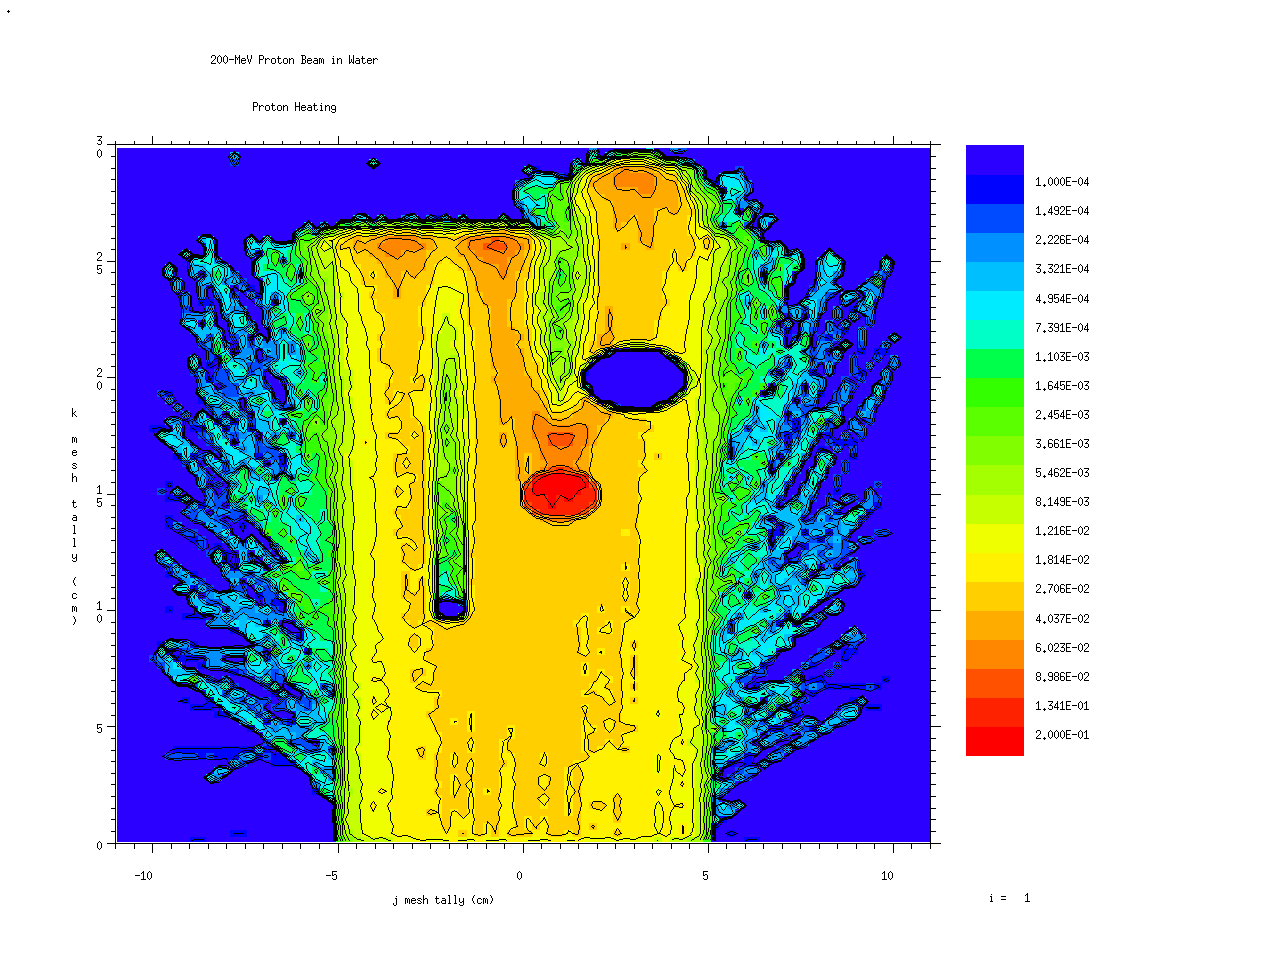 200-MeV Proton Beam in Water
Proton Heating
30
25
20
15
10
5
0
k mesh tally (cm)
-10
-5
0
5
10
j mesh tally (cm)
1.000E-04
1.492E-04
2.226E-04
3.321E-04
4.954E-04
7.391E-04
1.103E-03
1.645E-03
2.454E-03
3.661E-03
5.462E-03
8.149E-03
1.216E-02
1.814E-02
2.706E-02
4.037E-02
6.023E-02
8.986E-02
1.341E-01
2.000E-01
i = 1